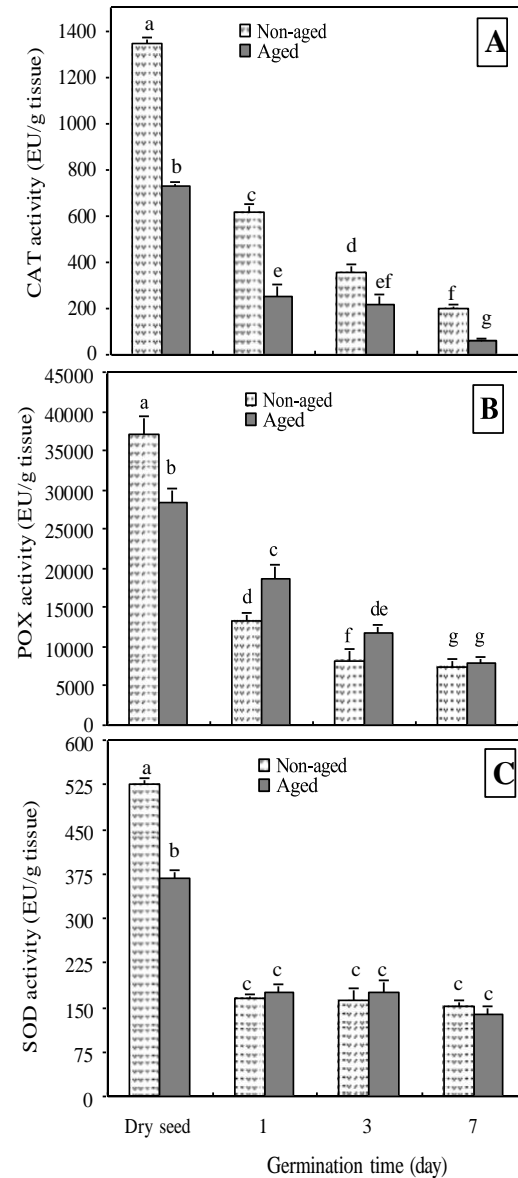 CAT activity (EU/g tissue)
1400
1200
1000
800
600
400
200
0
Non-aged
Aged
A
a
b
c
e
d
ef
f
g
POX activity (EU/g tissue)
45000
40000
35000
30000
25000
20000
15000
10000
5000
0
Non-aged
Aged
B
a
b
d
c
f
de
g
g
SOD activity (EU/g tissue)
600
525
450
375
300
225
150
75
0
Non-aged
Aged
C
a
b
c
c
c
c
c
c
Dry seed 1 3 7
Germination time (day)